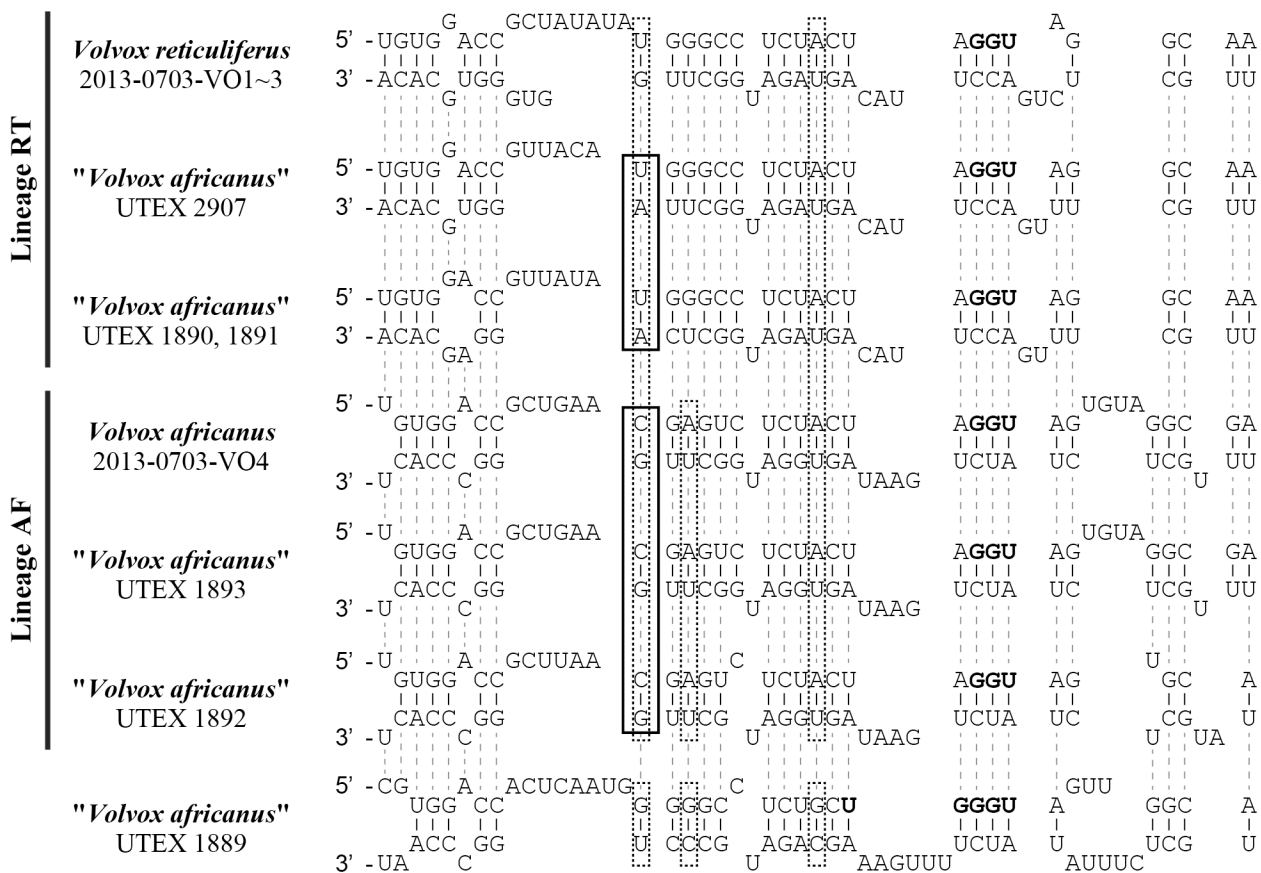 Lineage RT
Volvox reticuliferus
2013-0703-VO1~3
G GCUAUAUA A
5' -UGUG ACC U GGGCC UCUACU AGGU G GC AA
3' -ACAC UGG G UUCGG AGAUGA UCCA U CG UU
G GUG U CAU GUC
"Volvox africanus"
UTEX 2907
G GUUACA
5' -UGUG ACC U GGGCC UCUACU AGGU AG GC AA
3' -ACAC UGG A UUCGG AGAUGA UCCA UU CG UU
G U CAU GU
"Volvox africanus"
UTEX 1890, 1891
GA GUUAUA
5' -UGUG CC U GGGCC UCUACU AGGU AG GC AA
3' -ACAC GG A CUCGG AGAUGA UCCA UU CG UU
GA U CAU GU
Lineage AF
Volvox africanus
2013-0703-VO4
5' -U A GCUGAA UGUA
GUGG CC C GAGUC UCUACU AGGU AG GGC GA
CACC GG G UUCGG AGGUGA UCUA UC UCG UU
3' -U C U UAAG U
"Volvox africanus"
UTEX 1893
5' -U A GCUGAA UGUA
GUGG CC C GAGUC UCUACU AGGU AG GGC GA
CACC GG G UUCGG AGGUGA UCUA UC UCG UU
3' -U C U UAAG U
"Volvox africanus"
UTEX 1892
5' -U A GCUUAA C U
GUGG CC C GAGU UCUACU AGGU AG GC A
CACC GG G UUCG AGGUGA UCUA UC CG U
3' -U C U UAAG U UA
"Volvox africanus"
UTEX 1889
5' -CG A ACUCAAUG C GUU
UGG CC G GGGC UCUGCU GGGU A GGC A
ACC GG U CCCG AGACGA UCUA U UCG U
3' -UA C U AAGUUU AUUUC